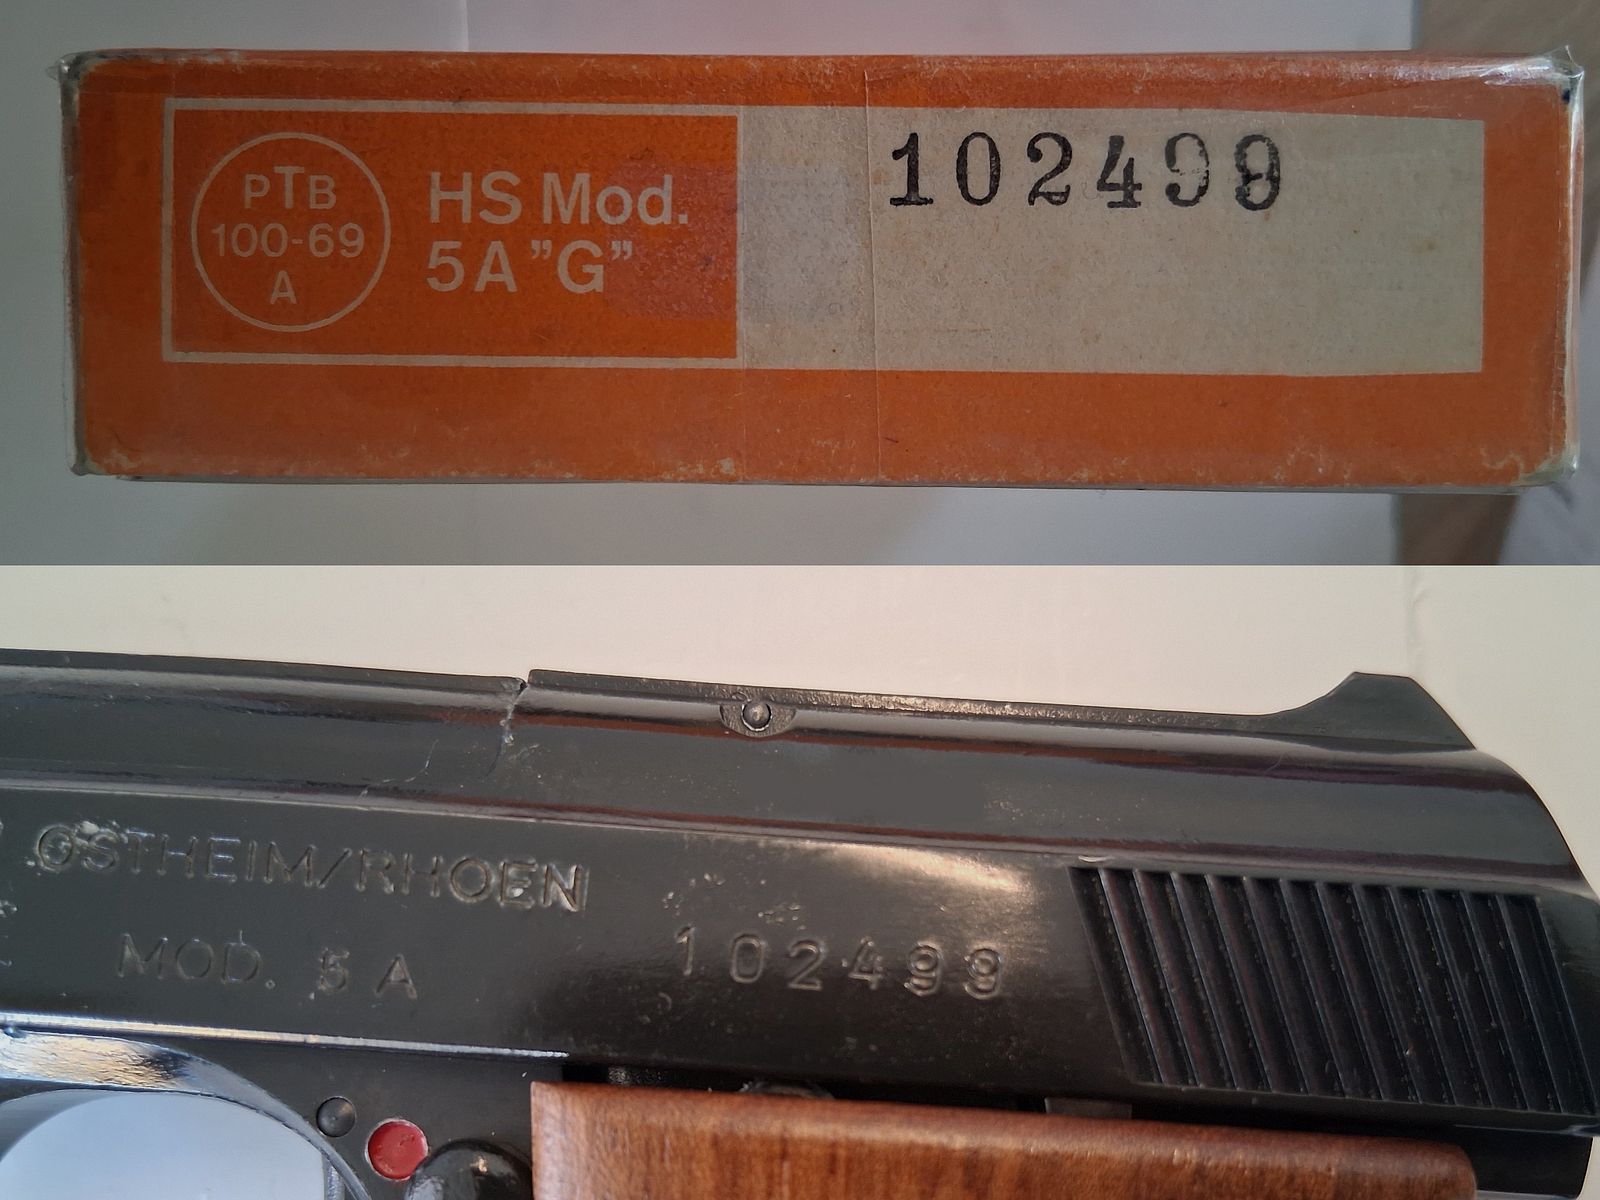 PTB
100-69
A
HS Mod.
5A "G"
102499
OSTHEIM/RHOEN
MOD. 5 A
102499